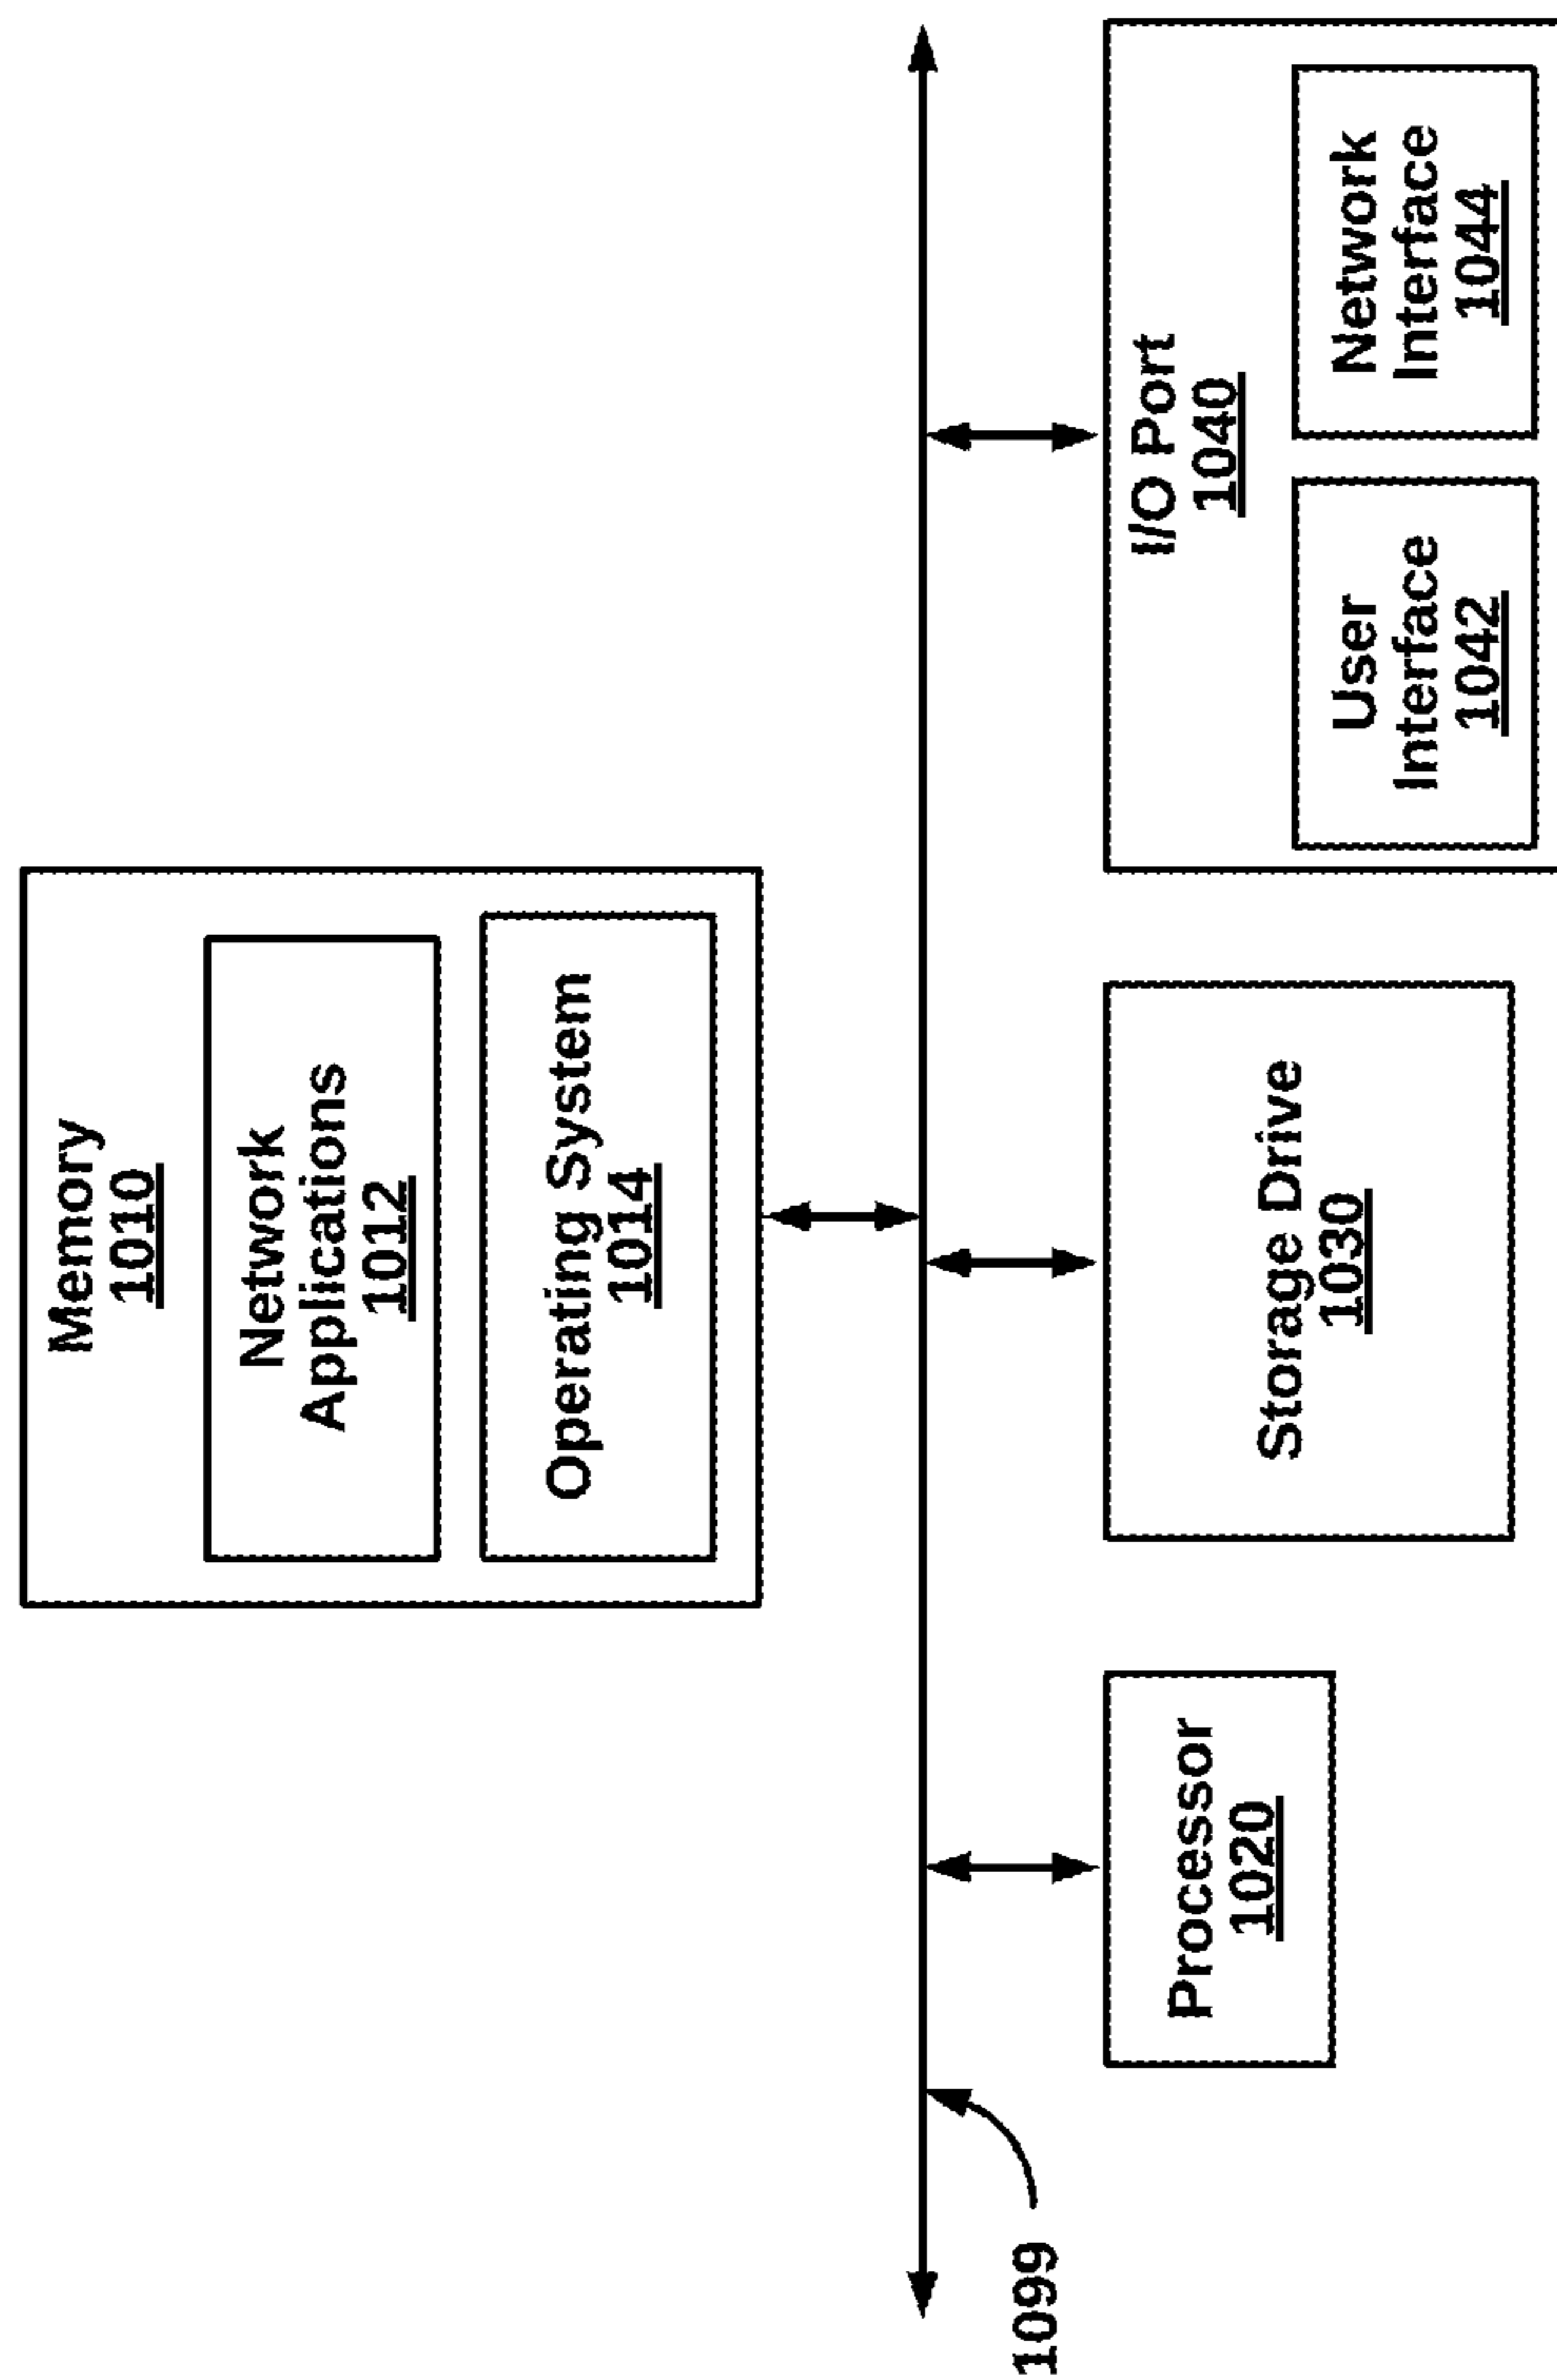 Memory
1010
Network
Applications
1012
Operating System
1014
1099
Processor
1020
Storage Drive
1030
I/O Port
1040
User
Interface
1042
Network
Interface
1044